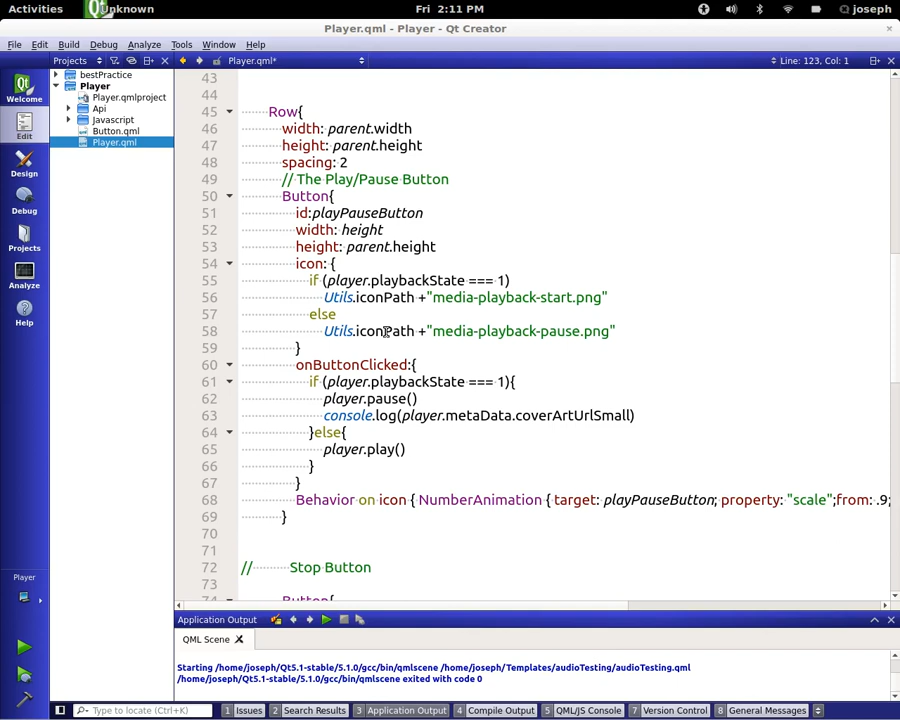 Activities Unknown Fri 2:11 PM joseph
Player.qml - Player - Qt Creator
File Edit Build Debug Analyze Tools Window Help
Projects Player.qml* Line: 123, Col: 1
Welcome
Edit
Design
Debug
Projects
Analyze
Help
Player
bestPractice
Player
Player.qmlproject
Api
Javascript
Button.qml
Player.qml
43
44
45 Row{
46 width: parent.width
47 height: parent.height
48 spacing: 2
49 // The Play/Pause Button
50 Button{
51 id:playPauseButton
52 width: height
53 height: parent.height
54 icon: {
55 if (player.playbackState === 1)
56 Utils.iconPath +"media-playback-start.png"
57 else
58 Utils.iconPath +"media-playback-pause.png"
59 }
60 onButtonClicked:{
61 if (player.playbackState === 1){
62 player.pause()
63 console.log(player.metaData.coverArtUrlSmall)
64 }else{
65 player.play()
66 }
67 }
68 Behavior on icon { NumberAnimation { target: playPauseButton; property: "scale";from: .9;
69 }
70
71
72 // Stop Button
73
74 Button{
Application Output
QML Scene
Starting /home/joseph/Qt5.1-stable/5.1.0/gcc/bin/qmlscene /home/joseph/Templates/audioTesting/audioTesting.qml
/home/joseph/Qt5.1-stable/5.1.0/gcc/bin/qmlscene exited with code 0
Type to locate (Ctrl+K) 1 Issues 2 Search Results 3 Application Output 4 Compile Output 5 QML/JS Console 7 Version Control 8 General Messages